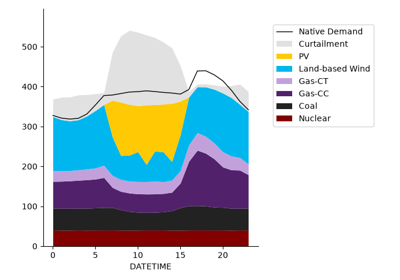 500
400
300
200
100
0
0
5
10
15
20
DATETIME
Native Demand
Curtailment
PV
Land-based Wind
Gas-CT
Gas-CC
Coal
Nuclear